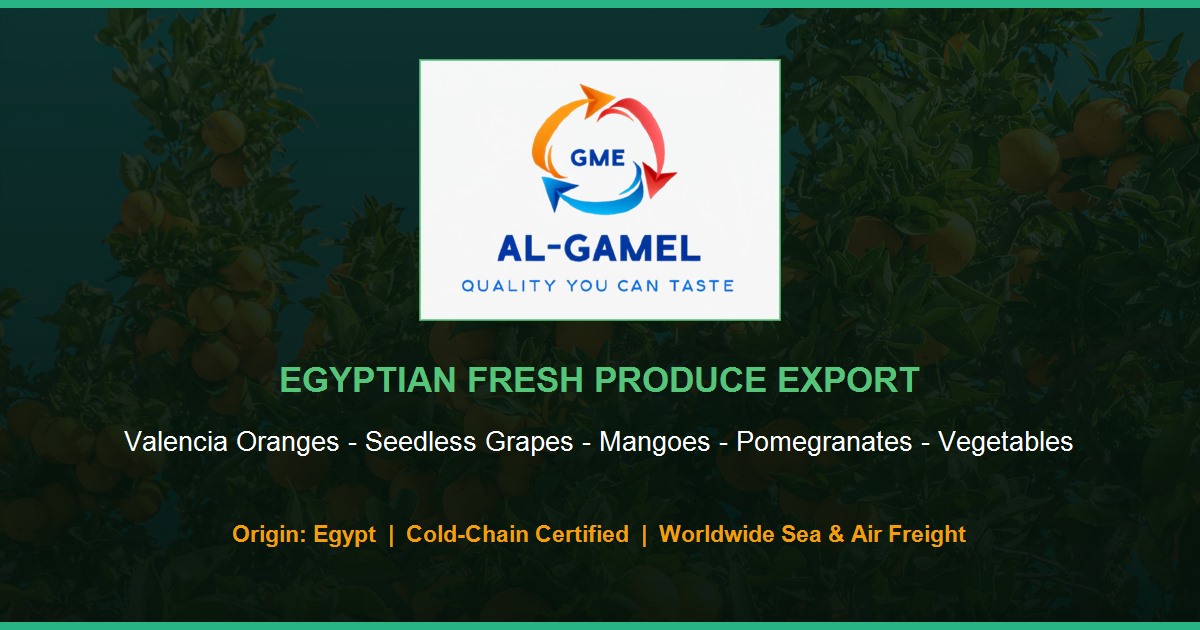 GME
AL-GAMEL
QUALITY YOU CAN TASTE
EGYPTIAN FRESH PRODUCE EXPORT
Valencia Oranges - Seedless Grapes - Mangoes - Pomegranates - Vegetables
Origin: Egypt | Cold-Chain Certified | Worldwide Sea & Air Freight